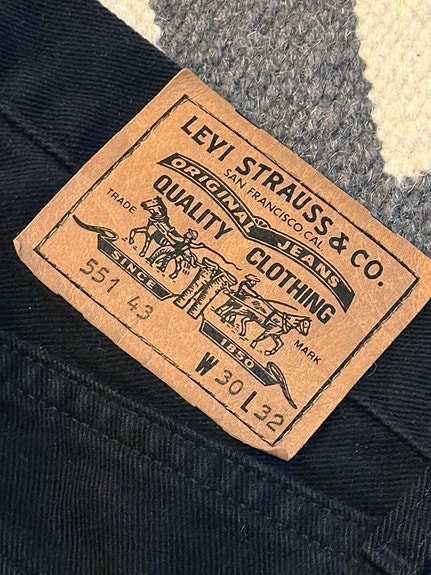 LEVI STRAUSS & CO.
SAN FRANCISCO.CAL.
ORIGINAL JEANS
TRADE QUALITY CLOTHING MARK
SINCE 1850
551 43
W 30 L 32